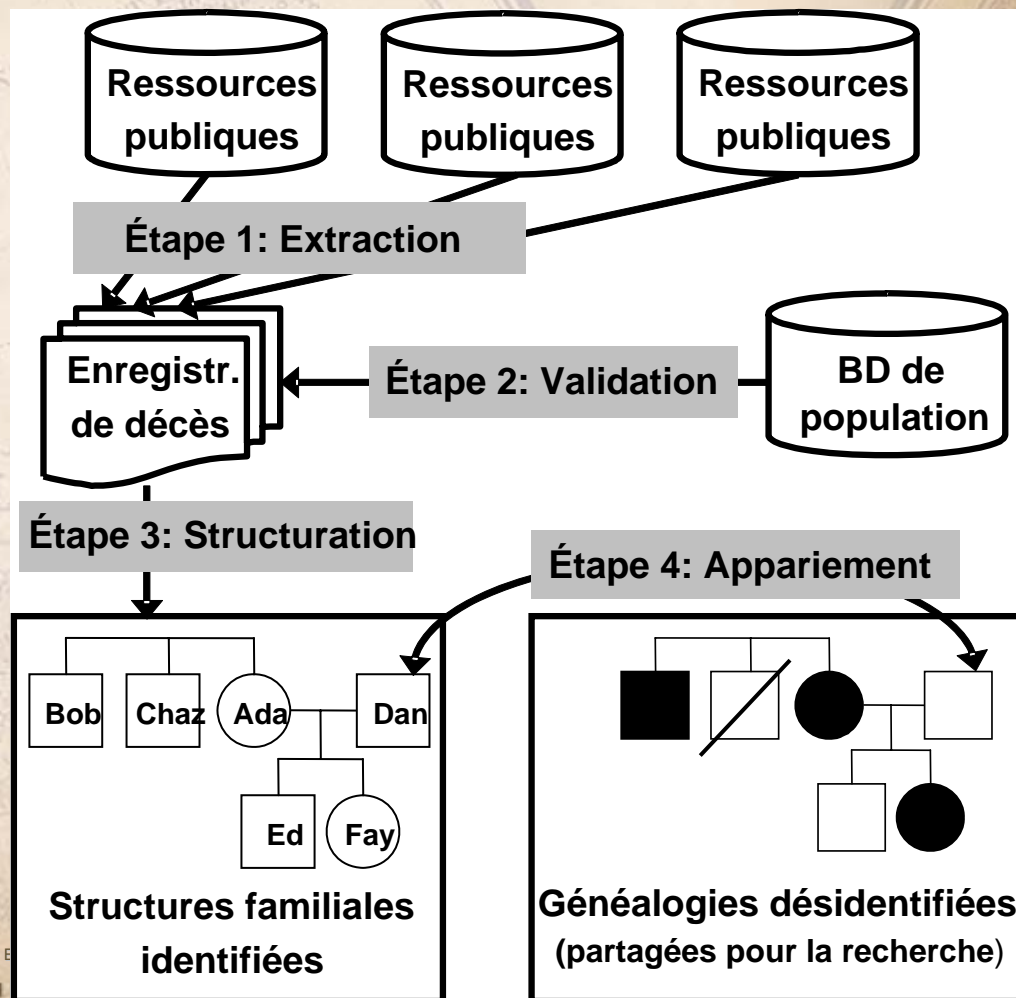 Ressources
publiques
Ressources
publiques
Ressources
publiques
Étape 1: Extraction
Enregistr.
de décès
Étape 2: Validation
BD de
population
Étape 3: Structuration
Étape 4: Appariement
Bob
Chaz
Ada
Dan
Ed
Fay
Structures familiales
identifiées
Généalogies désidentifiées
(partagées pour la recherche)